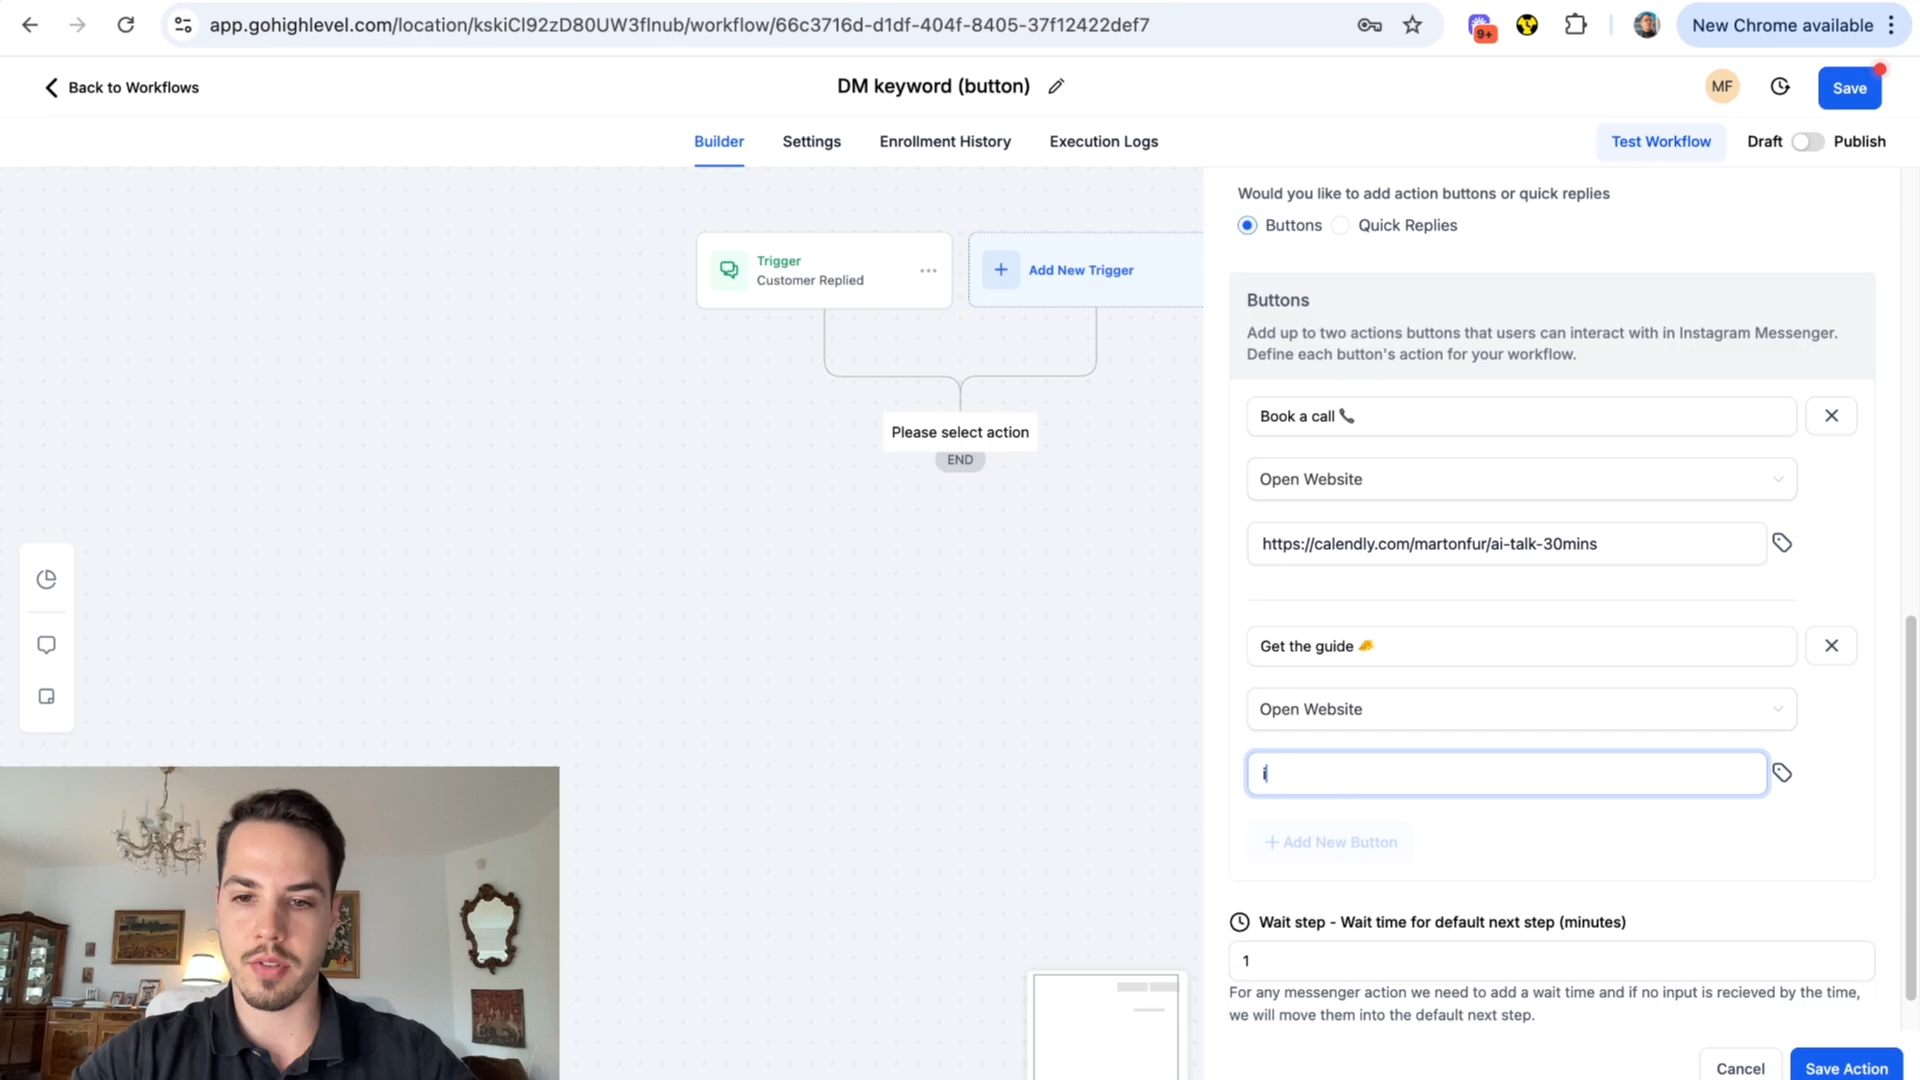 app.gohighlevel.com/location/kskiCl92zD80UW3flnub/workflow/66c3716d-d1df-404f-8405-37f12422def7
9+
New Chrome available
Back to Workflows
DM keyword (button)
MF
Save
Builder
Settings
Enrollment History
Execution Logs
Test Workflow
Draft
Publish
Trigger
Customer Replied
Add New Trigger
Please select action
END
Would you like to add action buttons or quick replies
Buttons
Quick Replies
Buttons
Add up to two actions buttons that users can interact with in Instagram Messenger.
Define each button's action for your workflow.
Book a call 📞
Open Website
https://calendly.com/martonfur/ai-talk-30mins
Get the guide
Open Website
i
+ Add New Button
Wait step - Wait time for default next step (minutes)
1
For any messenger action we need to add a wait time and if no input is recieved by the time,
we will move them into the default next step.
Cancel
Save Action